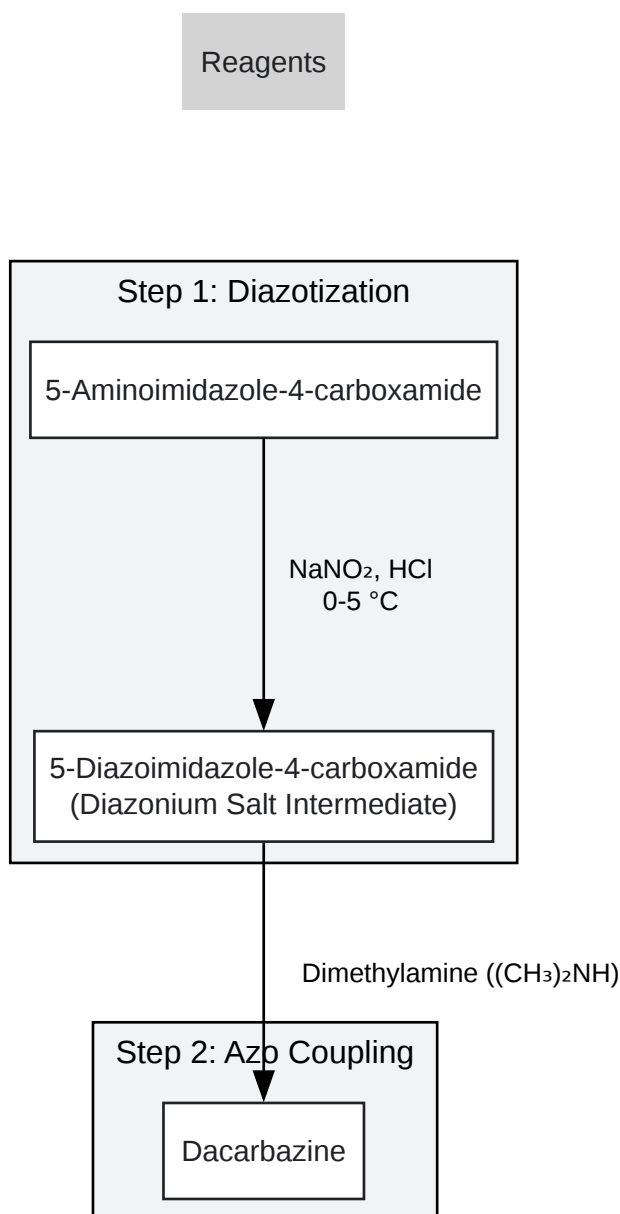 Reagents
Step 1: Diazotization
5-Aminoimidazole-4-carboxamide
NaNO₂, HCl
0-5 °C
5-Diazoimidazole-4-carboxamide
(Diazonium Salt Intermediate)
Dimethylamine ((CH₃)₂NH)
Step 2: Azo Coupling
Dacarbazine